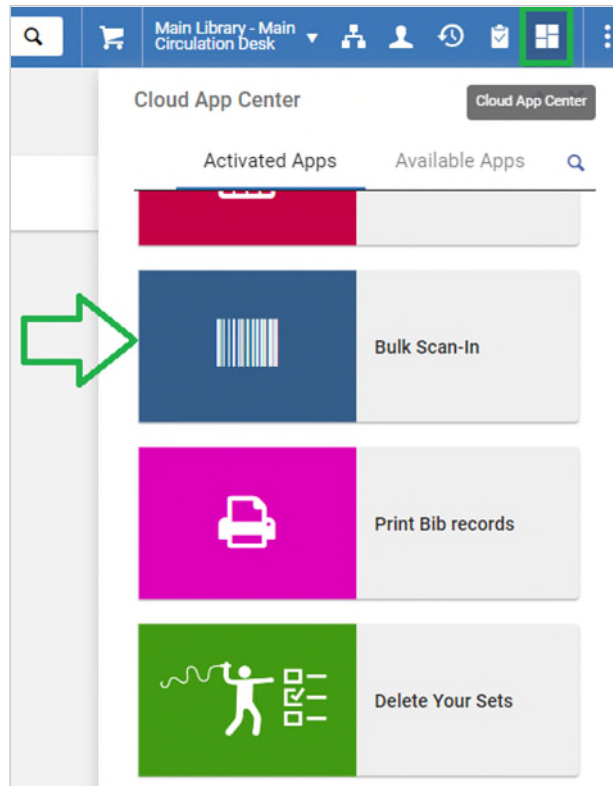 Main Library - Main
Circulation Desk
Cloud App Center
Cloud App Center
Activated Apps
Available Apps
Bulk Scan-In
Print Bib records
Delete Your Sets